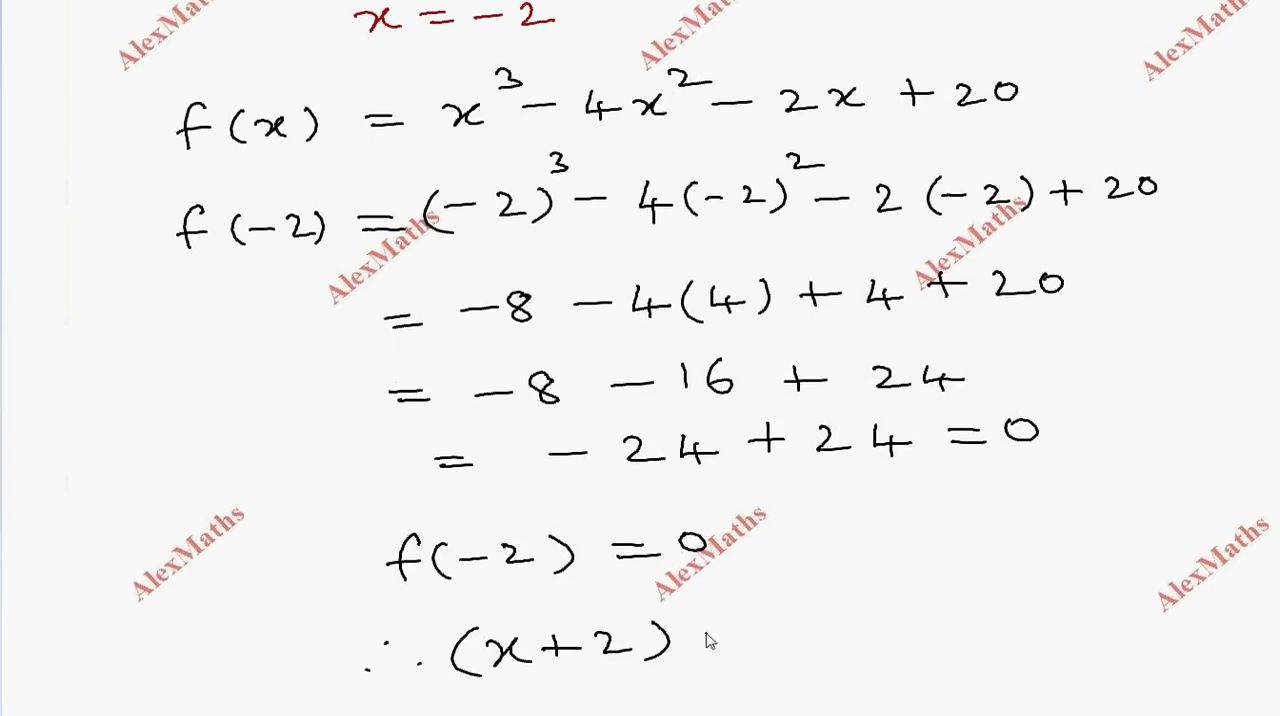 x = -2
AlexMaths AlexMaths AlexMaths
f(x) = x³ - 4x² - 2x + 20
f(-2) = (-2)³ - 4(-2)² - 2(-2) + 20
AlexMaths AlexMaths
= -8 - 4(4) + 4 + 20
= -8 - 16 + 24
= - 24 + 24 = 0
f(-2) = 0
AlexMaths AlexMaths AlexMaths
∴ (x+2)